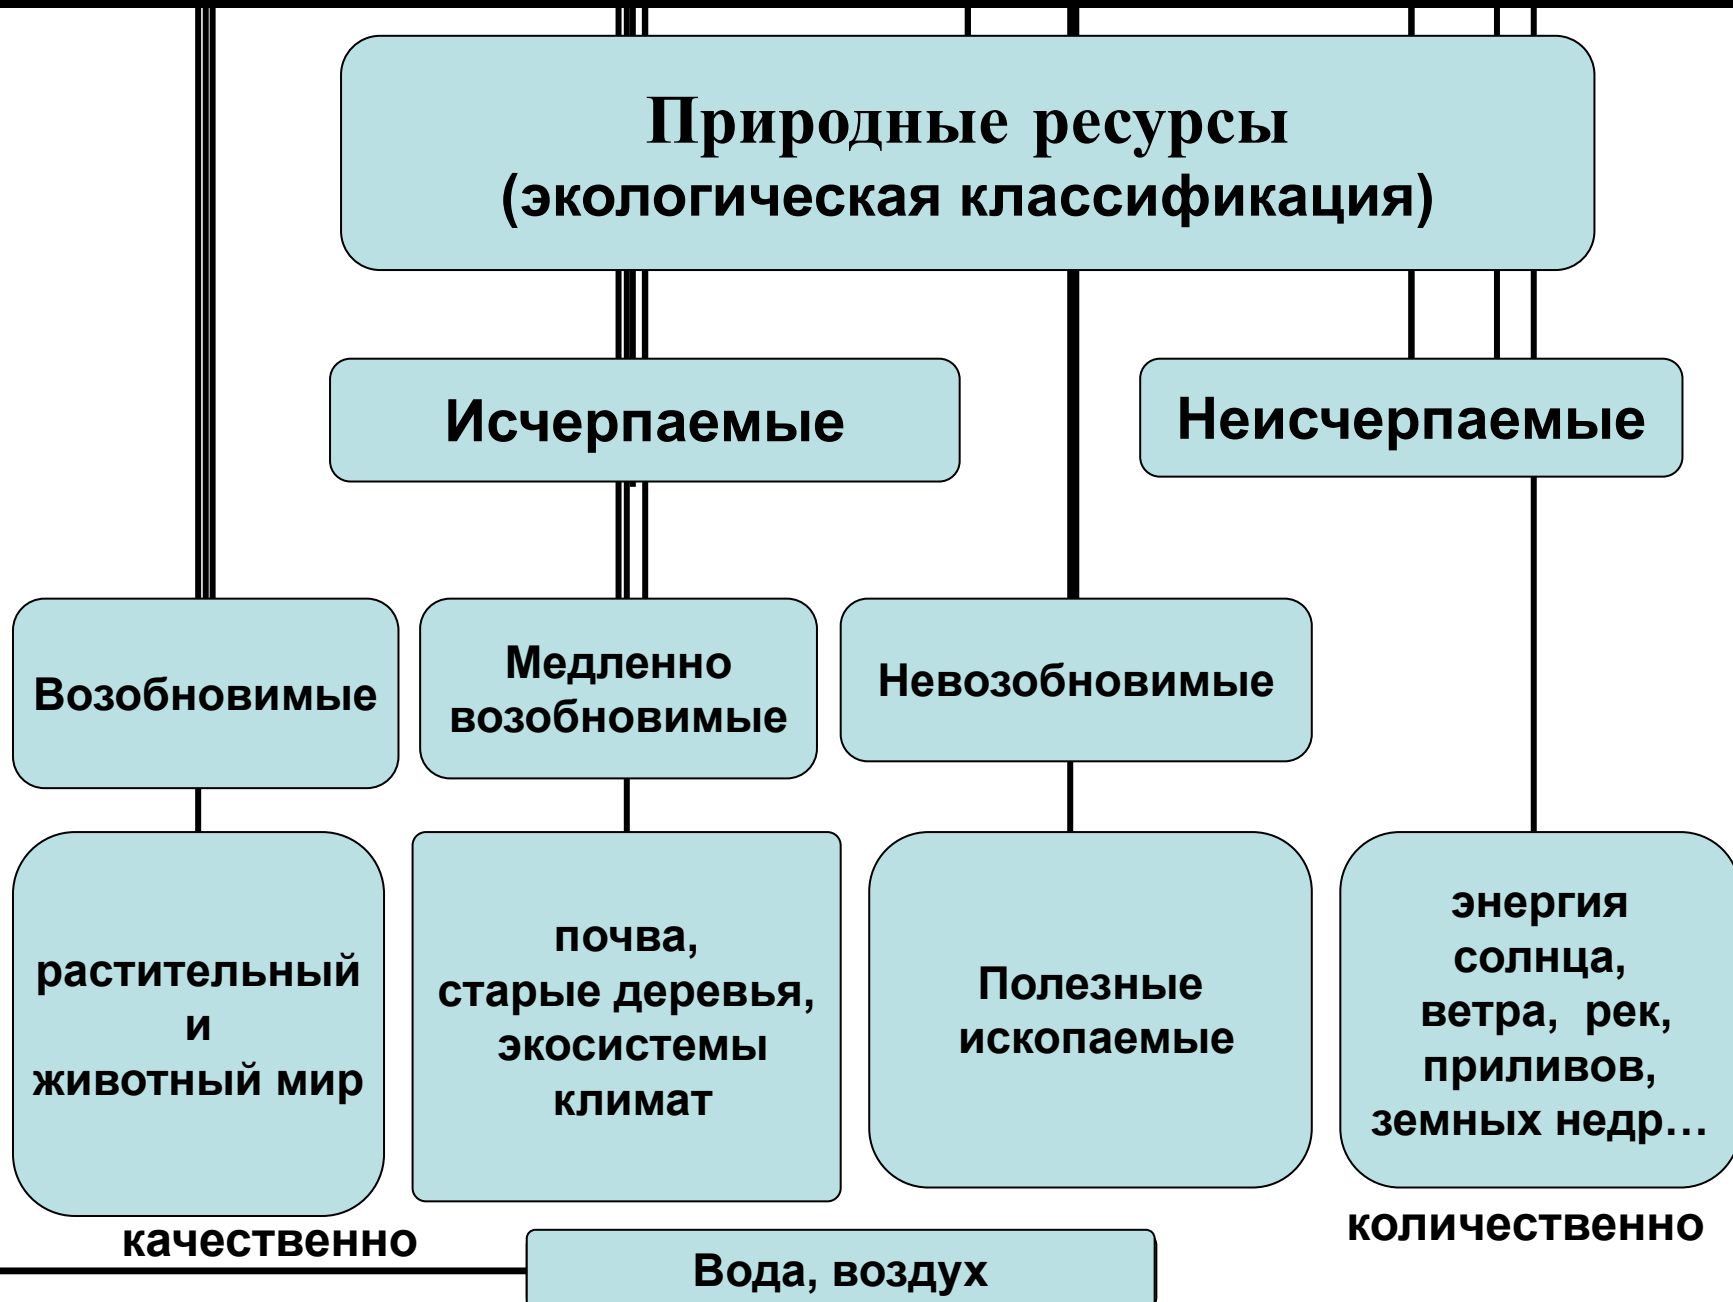 Природные ресурсы
(экологическая классификация)
Исчерпаемые
Неисчерпаемые
Возобновимые
Медленно
возобновимые
Невозобновимые
растительный
и
животный мир
почва,
старые деревья,
экосистемы
климат
Полезные
ископаемые
энергия
солнца,
ветра, рек,
приливов,
земных недр…
качественно
количественно
Вода, воздух